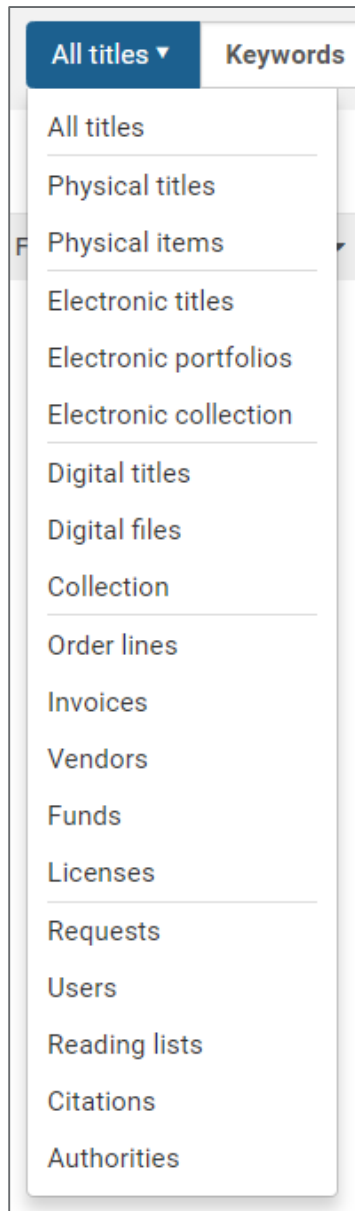 All titles ▼ Keywords
All titles
Physical titles
F
Physical items
Electronic titles
Electronic portfolios
Electronic collection
Digital titles
Digital files
Collection
Order lines
Invoices
Vendors
Funds
Licenses
Requests
Users
Reading lists
Citations
Authorities